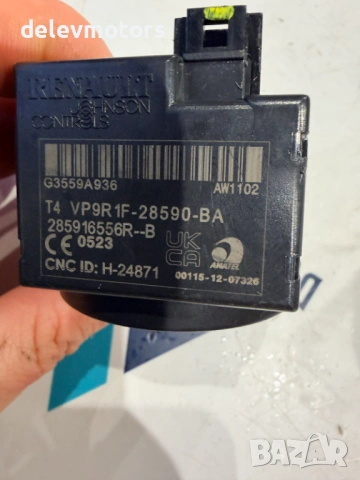 delevmotors
RENAULT
JOHNSON
CONTROLS
G3559A936
AW1102
T4 VP9R1F-28590-BA
285916556R--B
CE 0523
UK
CA
ANATEL
CNC ID: H-24871
00115-12-07326
BAZAR
bg